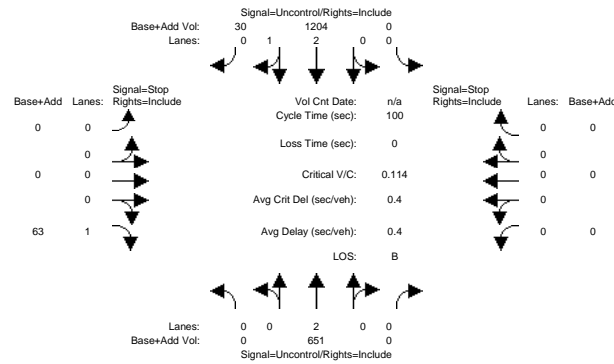 Signal=Uncontrol/Rights=Include
Base+Add Vol: 30 1204 0
Lanes: 0 1 2 0 0
Signal=Stop
Base+Add Lanes: Rights=Include
Vol Cnt Date: n/a
Signal=Stop
Rights=Include Lanes: Base+Add
Cycle Time (sec): 100
0 0 0 0
Loss Time (sec): 0
0 0
0 0 Critical V/C: 0.114 0 0
0 Avg Crit Del (sec/veh): 0.4 0
63 1 Avg Delay (sec/veh): 0.4 0 0
LOS: B
Lanes: 0 0 2 0 0
Base+Add Vol: 0 651 0
Signal=Uncontrol/Rights=Include